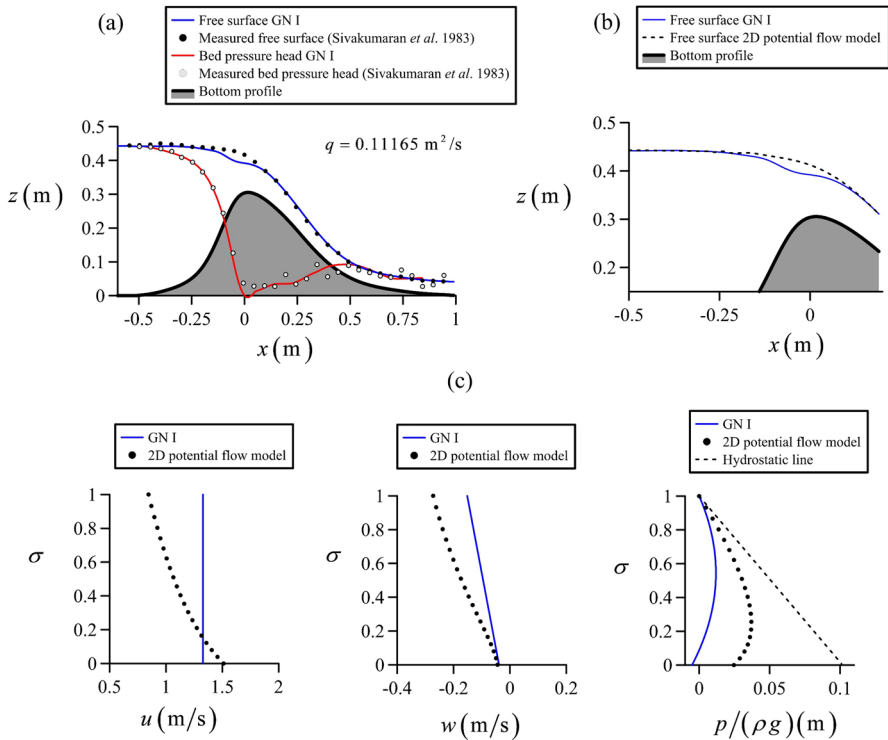 (a)
Free surface GN I
Measured free surface (Sivakumaran et al. 1983)
Bed pressure head GN I
Measured bed pressure head (Sivakumaran et al. 1983)
Bottom profile
0.5
0.4
0.3
0.2
0.1
0
z(m)
q = 0.11165 m²/s
-0.5 -0.25 0 0.25 0.5 0.75 1
x(m)
(b)
Free surface GN I
Free surface 2D potential flow model
Bottom profile
0.5
0.4
0.3
0.2
z(m)
-0.5 -0.25 0
x(m)
(c)
GN I
2D potential flow model
1
0.8
0.6
0.4
0.2
0
σ
0.5 1 1.5 2
u(m/s)
GN I
2D potential flow model
1
0.8
0.6
0.4
0.2
0
σ
-0.4 -0.2 0 0.2
w(m/s)
GN I
2D potential flow model
Hydrostatic line
1
0.8
0.6
0.4
0.2
0
σ
0 0.05 0.1
p/(ρg)(m)